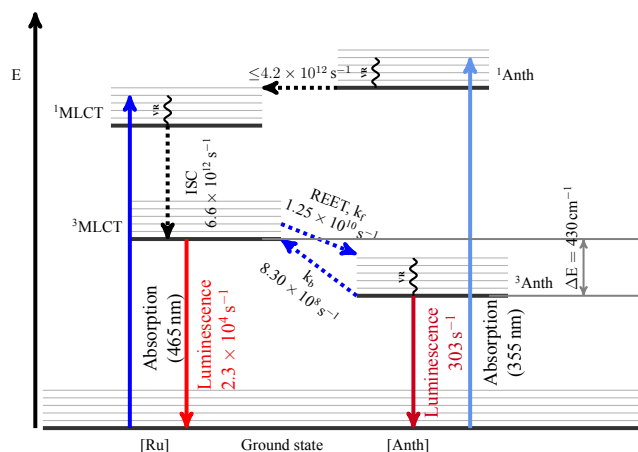 E
≤4.2 × 10¹² s⁻¹
VR
¹Anth
¹MLCT
VR
ISC
6.6 × 10¹² s⁻¹
REET, k_f
1.25 × 10¹⁰ s⁻¹
³MLCT
k_b
8.30 × 10⁸ s⁻¹
VR
³Anth
ΔE = 430 cm⁻¹
Absorption
(465 nm)
Luminescence
2.3 × 10⁴ s⁻¹
Luminescence
303 s⁻¹
Absorption
(355 nm)
[Ru]
Ground state
[Anth]